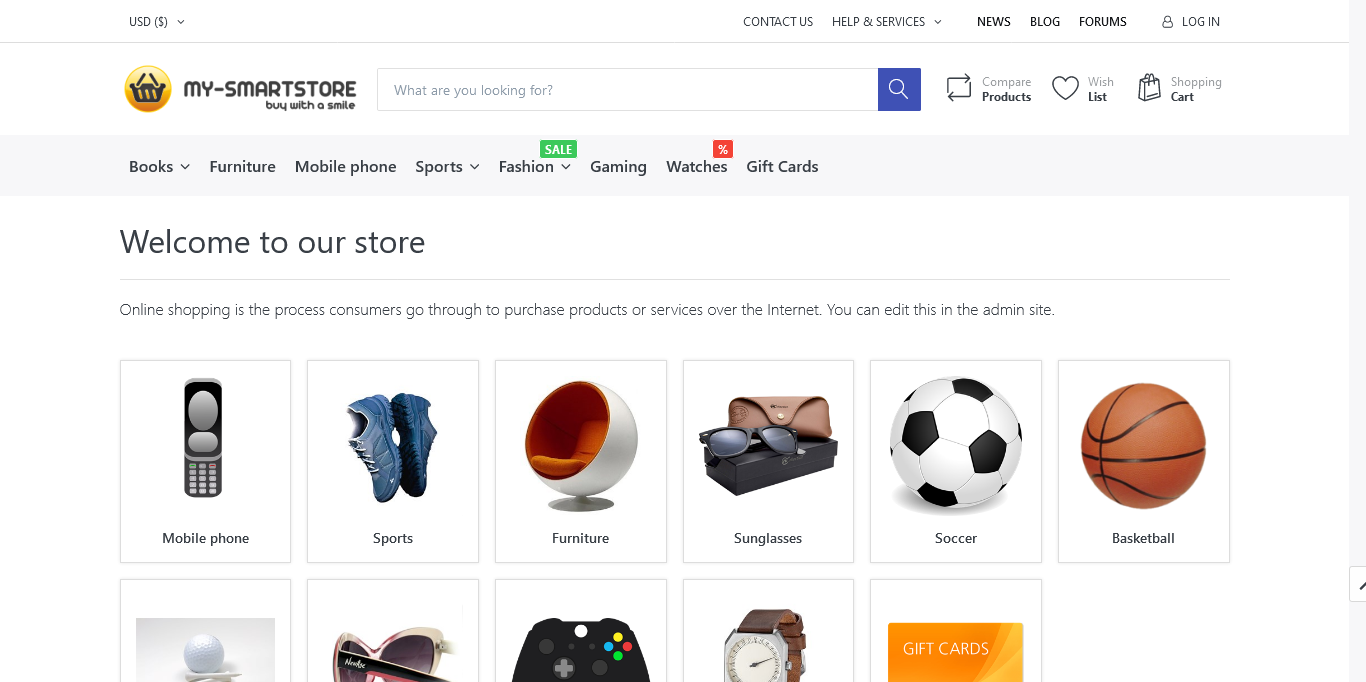 USD ($)
CONTACT US
HELP & SERVICES
NEWS
BLOG
FORUMS
LOG IN
MY-SMARTSTORE
buy with a smile
What are you looking for?
Compare
Products
Wish
List
Shopping
Cart
SALE
%
Books
Furniture
Mobile phone
Sports
Fashion
Gaming
Watches
Gift Cards
Welcome to our store
Online shopping is the process consumers go through to purchase products or services over the Internet. You can edit this in the admin site.
Mobile phone
Sports
Furniture
Sunglasses
Soccer
Basketball
GIFT CARDS